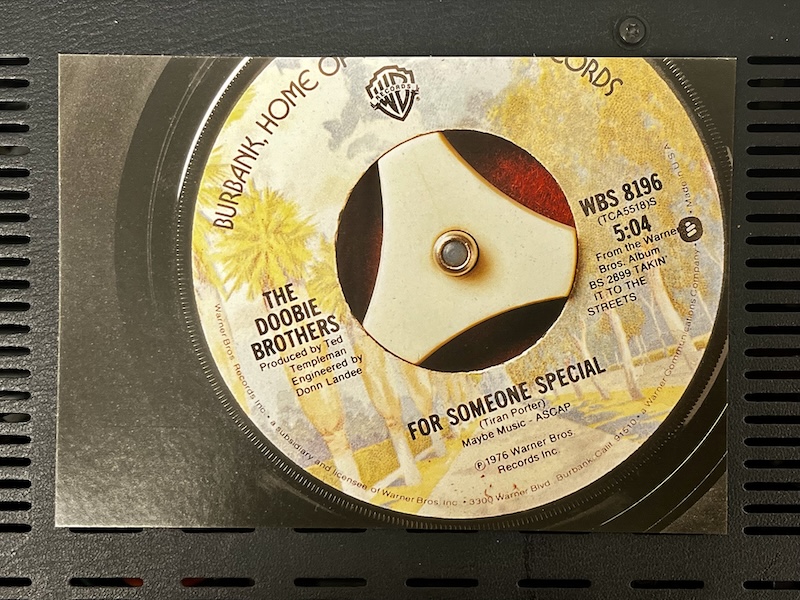 BURBANK, HOME OF
RECORDS
W B
RECORDS
WBS 8196
(TCA5518)S
5:04
From the Warner
Bros. Album
BS 2899 TAKIN'
IT TO THE
STREETS
Made in U.S.A.
THE
DOOBIE
BROTHERS
Produced by Ted
Templeman
Engineered by
Donn Landee
FOR SOMEONE SPECIAL
(Tiran Porter)
Maybe Music - ASCAP
℗1976 Warner Bros
Records Inc.
Warner Bros Records Inc. • a subsidiary and licensee of Warner Bros. Inc. • 3300 Warner Blvd., Burbank, Calif. 91510 • a Warner Communications Company